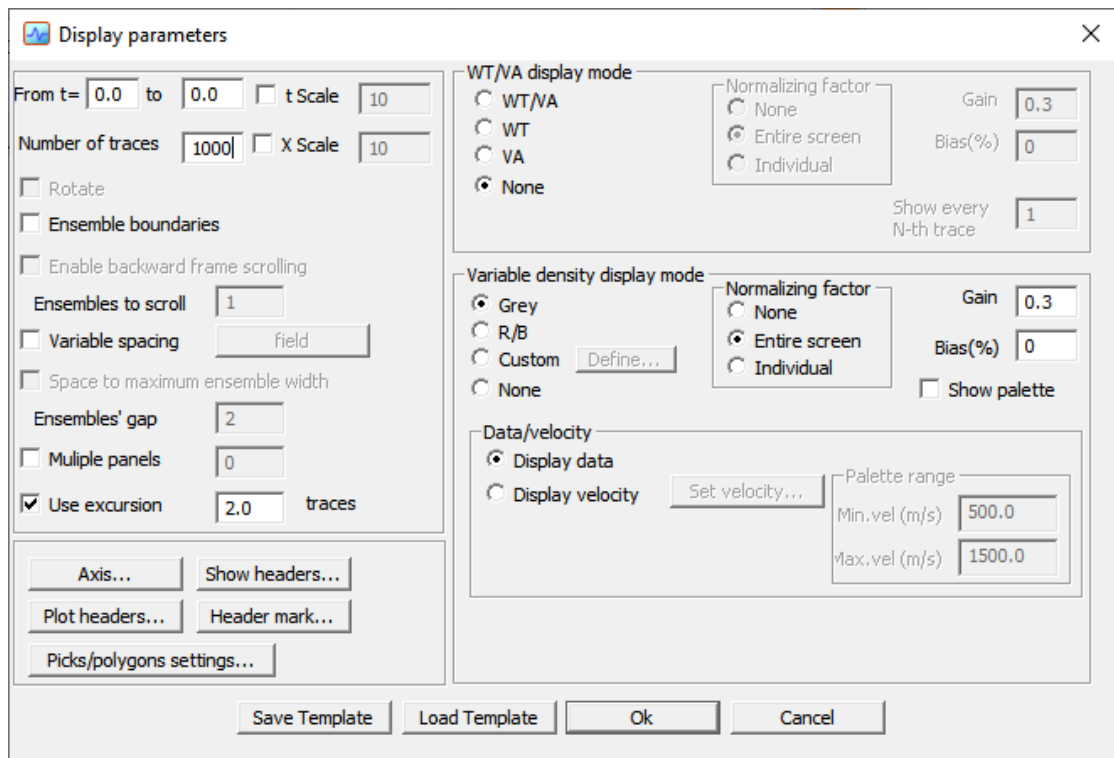 Display parameters
From t= 0.0 to 0.0 t Scale 10
Number of traces 1000 X Scale 10
Rotate
Ensemble boundaries
Enable backward frame scrolling
Ensembles to scroll 1
Variable spacing field
Space to maximum ensemble width
Ensembles' gap 2
Muliple panels 0
Use excursion 2.0 traces
Axis... Show headers...
Plot headers... Header mark...
Picks/polygons settings...
WT/VA display mode
WT/VA
WT
VA
None
Normalizing factor
None
Entire screen
Individual
Gain 0.3
Bias(%) 0
Show every
N-th trace 1
Variable density display mode
Grey
R/B
Custom Define...
None
Normalizing factor
None
Entire screen
Individual
Gain 0.3
Bias(%) 0
Show palette
Data/velocity
Display data
Display velocity Set velocity...
Palette range
Min.vel (m/s) 500.0
Max.vel (m/s) 1500.0
Save Template Load Template Ok Cancel